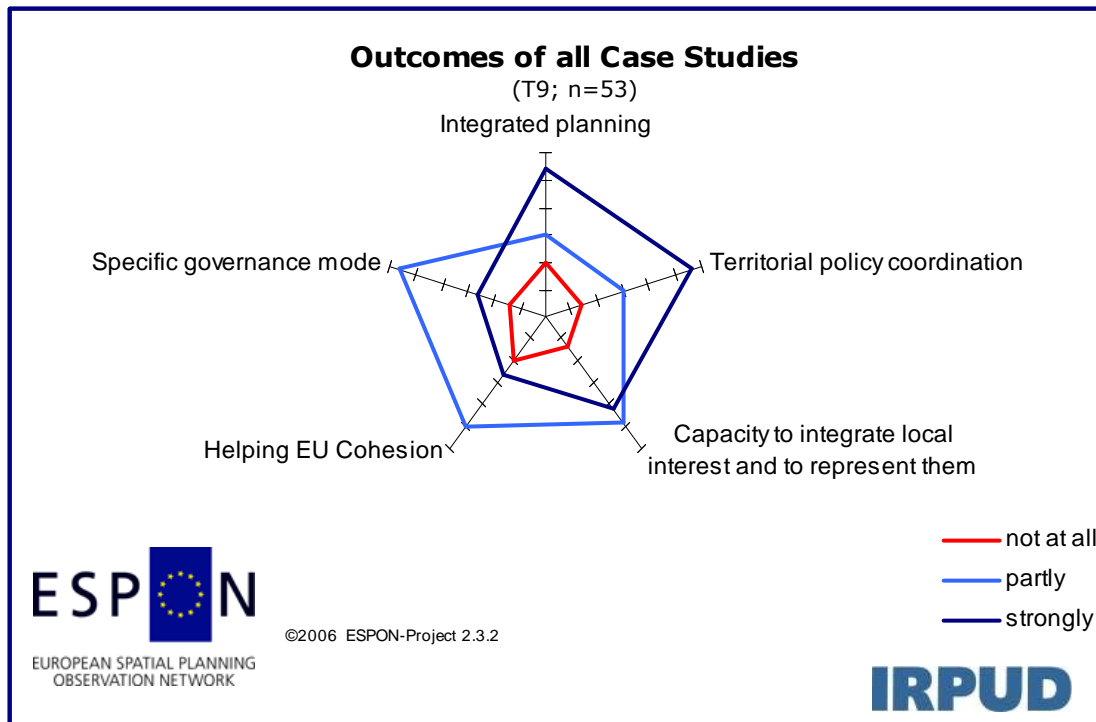 Outcomes of all Case Studies
(T9; n=53)
Integrated planning
Specific governance mode
Territorial policy coordination
Helping EU Cohesion
Capacity to integrate local
interest and to represent them
not at all
partly
strongly
ESPON
©2006 ESPON-Project 2.3.2
EUROPEAN SPATIAL PLANNING
OBSERVATION NETWORK
IRPUD